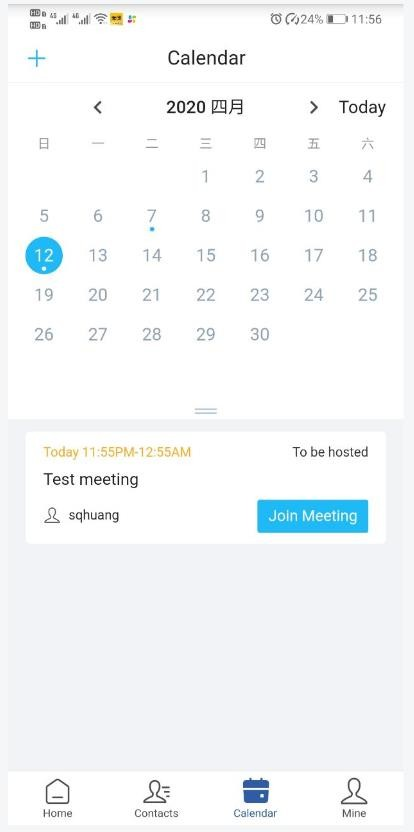 24% 11:56
Calendar
2020 四月 Today
日 一 二 三 四 五 六
1 2 3 4
5 6 7 8 9 10 11
12 13 14 15 16 17 18
19 20 21 22 23 24 25
26 27 28 29 30
Today 11:55PM-12:55AM To be hosted
Test meeting
sqhuang Join Meeting
Home Contacts Calendar Mine